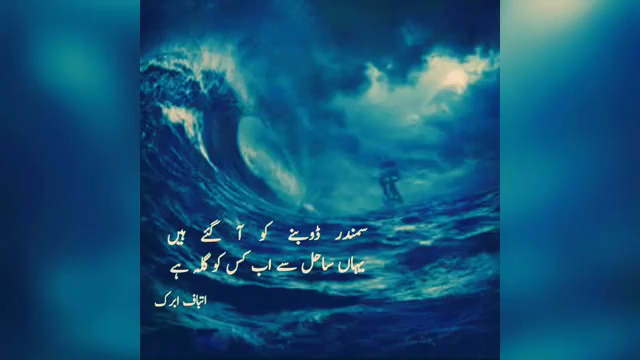 سمندر ڈوبنے کو آ گئے ہیں
یہاں ساحل سے اب کس کو گلہ ہے
اتباف ابرک